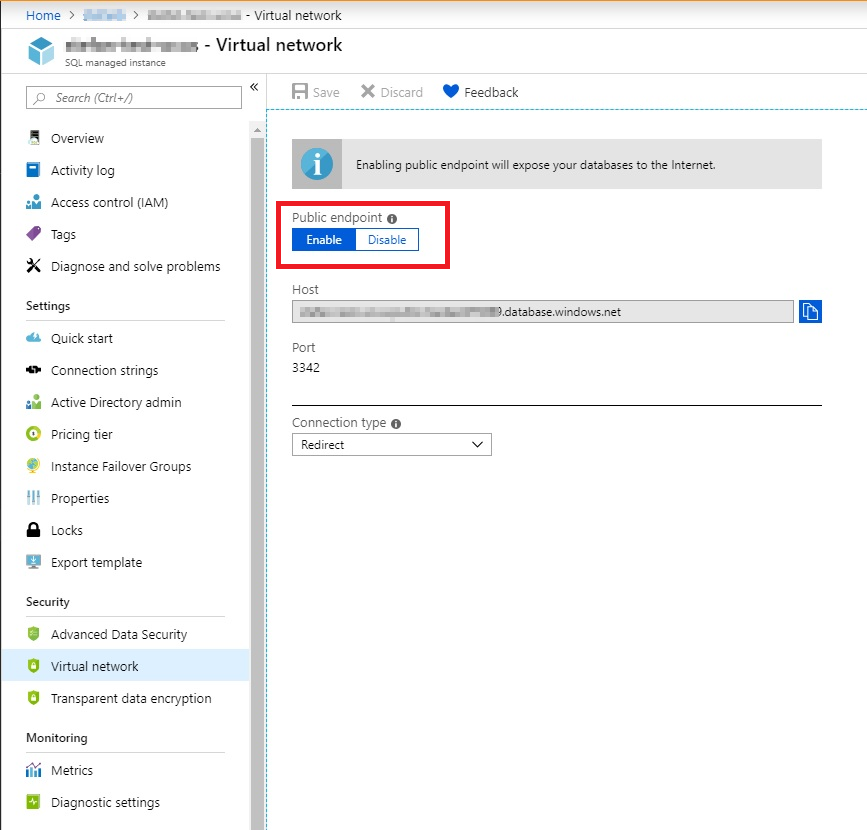 Home > > - Virtual network
- Virtual network
SQL managed instance
Search (Ctrl+/)
«
Overview
Activity log
Access control (IAM)
Tags
Diagnose and solve problems
Settings
Quick start
Connection strings
Active Directory admin
Pricing tier
Instance Failover Groups
Properties
Locks
Export template
Security
Advanced Data Security
Virtual network
Transparent data encryption
Monitoring
Metrics
Diagnostic settings
Save Discard Feedback
Enabling public endpoint will expose your databases to the Internet.
Public endpoint
Enable Disable
Host
.database.windows.net
Port
3342
Connection type
Redirect